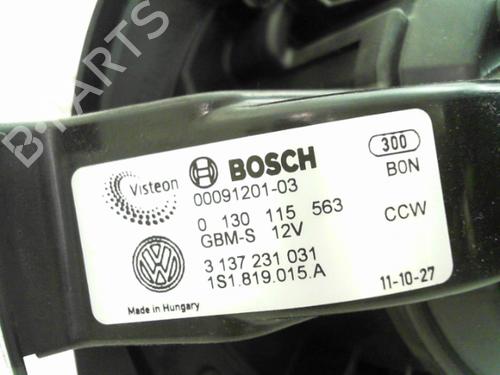 B-PARTS
Visteon
BOSCH
300
00091201-03
B0N
0 130 115 563
CCW
GBM-S 12V
3 137 231 031
1S1.819.015.A
11-10-27
Made in Hungary